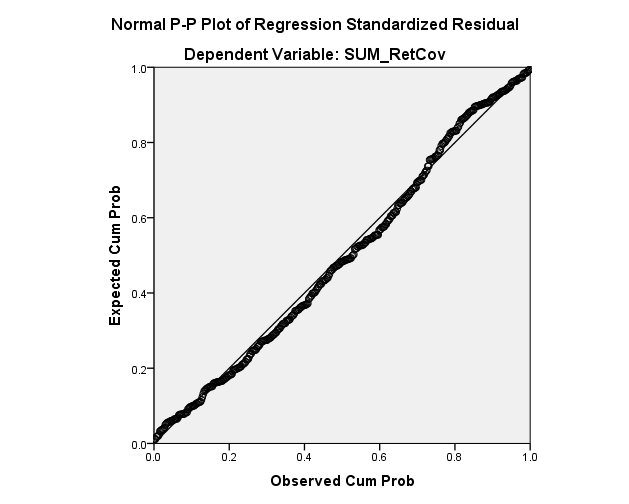 Normal P-P Plot of Regression Standardized Residual
Dependent Variable: SUM_RetCov
Expected Cum Prob
1.0
0.8
0.6
0.4
0.2
0.0
0.0 0.2 0.4 0.6 0.8 1.0
Observed Cum Prob